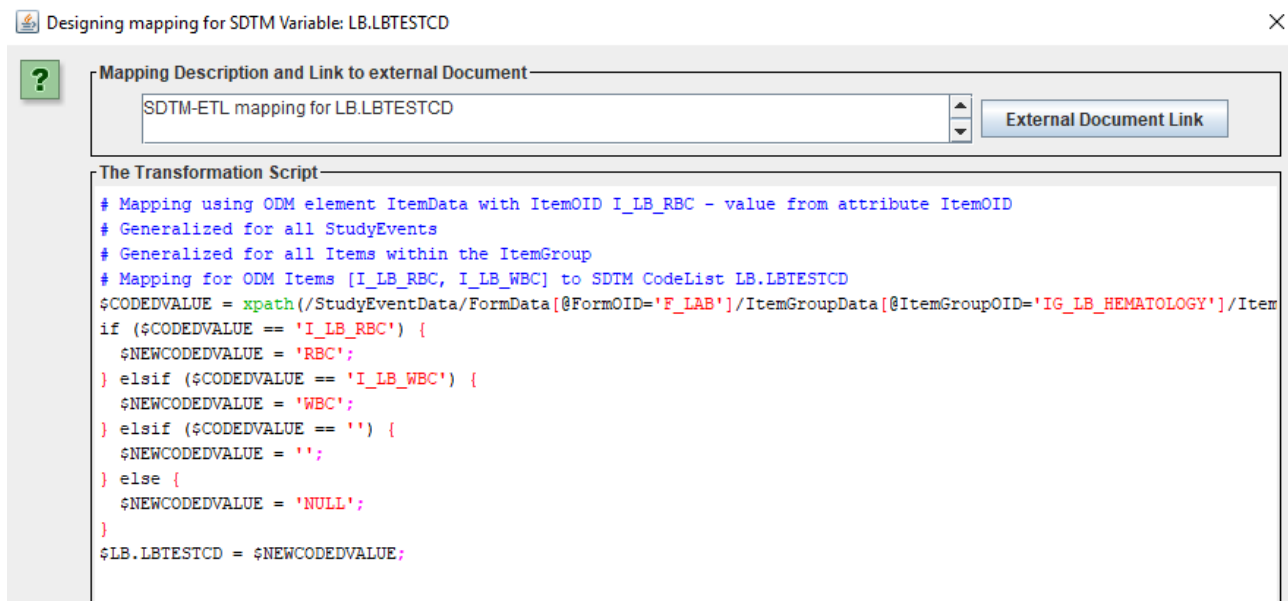 Designing mapping for SDTM Variable: LB.LBTESTCD
?
Mapping Description and Link to external Document
SDTM-ETL mapping for LB.LBTESTCD
External Document Link
The Transformation Script
# Mapping using ODM element ItemData with ItemOID I_LB_RBC - value from attribute ItemOID
# Generalized for all StudyEvents
# Generalized for all Items within the ItemGroup
# Mapping for ODM Items [I_LB_RBC, I_LB_WBC] to SDTM CodeList LB.LBTESTCD
$CODEDVALUE = xpath(/StudyEventData/FormData[@FormOID='F_LAB']/ItemGroupData[@ItemGroupOID='IG_LB_HEMATOLOGY']/Item
if ($CODEDVALUE == 'I_LB_RBC') {
  $NEWCODEDVALUE = 'RBC';
} elsif ($CODEDVALUE == 'I_LB_WBC') {
  $NEWCODEDVALUE = 'WBC';
} elsif ($CODEDVALUE == '') {
  $NEWCODEDVALUE = '';
} else {
  $NEWCODEDVALUE = 'NULL';
}
$LB.LBTESTCD = $NEWCODEDVALUE;